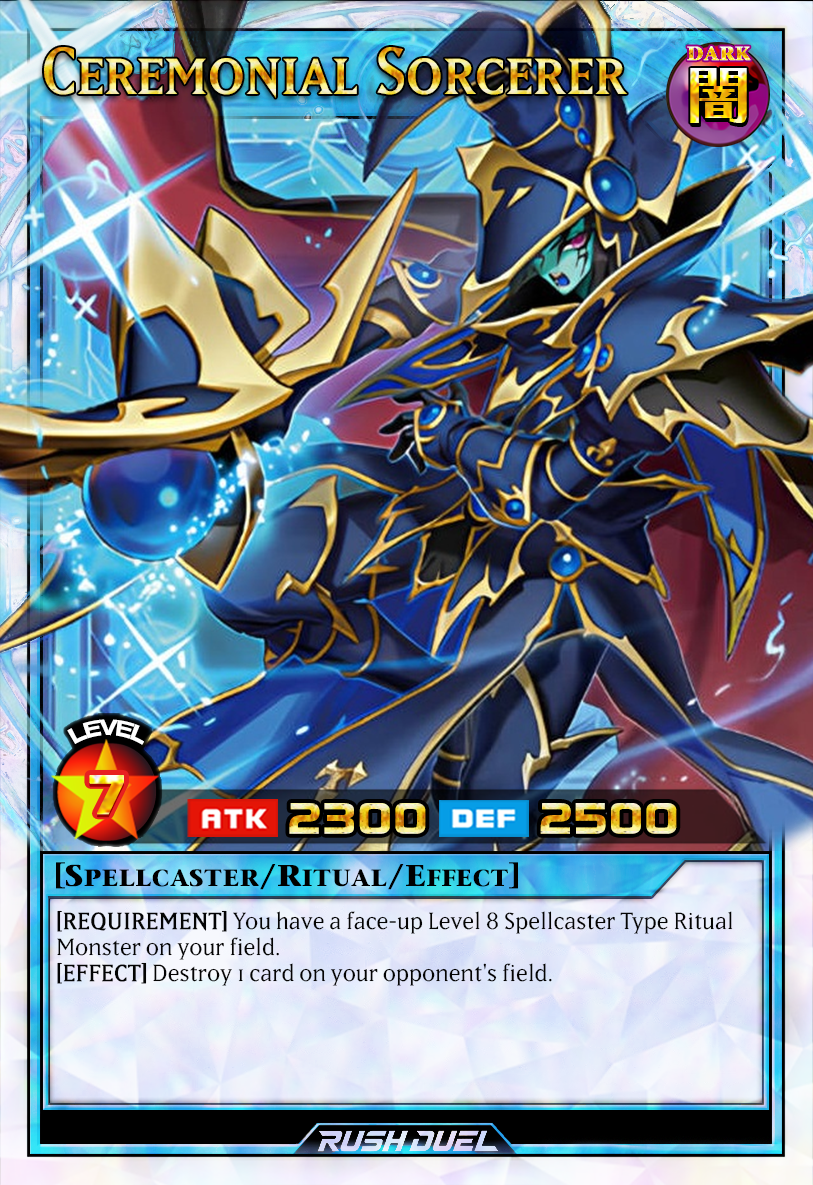 Ceremonial Sorcerer
DARK
闇
LEVEL
7
ATK 2300 DEF 2500
[Spellcaster/Ritual/Effect]
[REQUIREMENT] You have a face-up Level 8 Spellcaster Type Ritual
Monster on your field.
[EFFECT] Destroy 1 card on your opponent's field.
RUSH DUEL